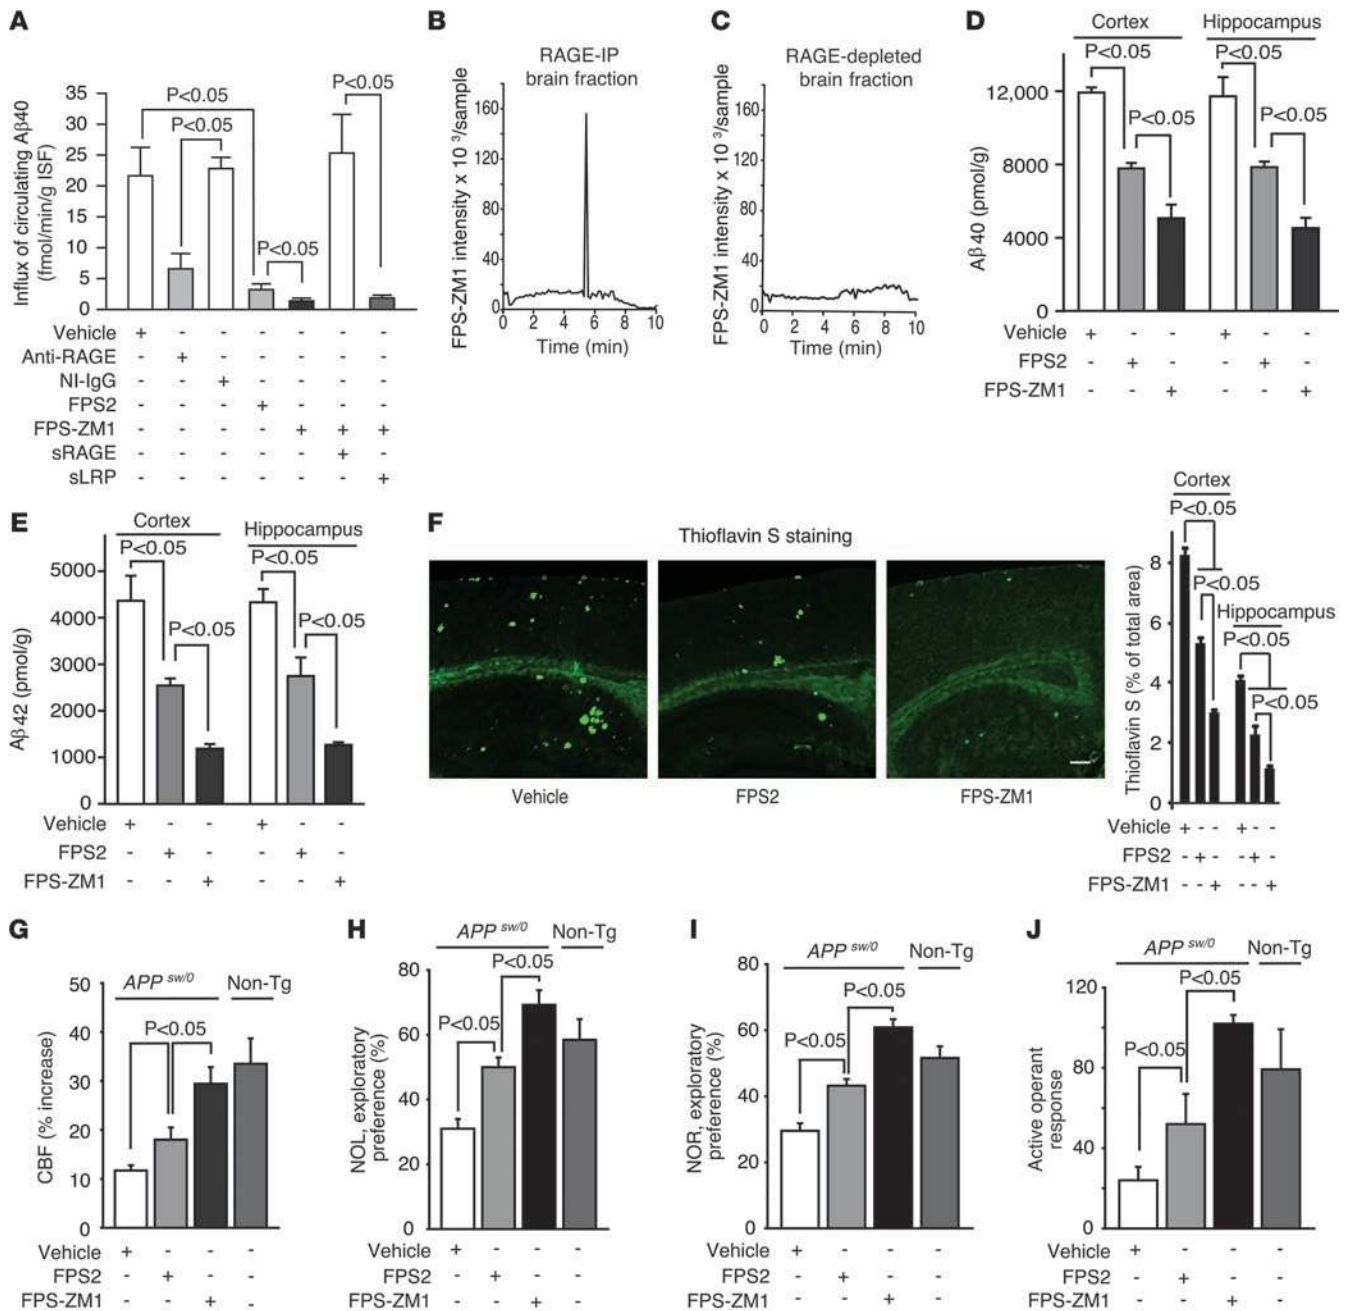 A
P<0.05
P<0.05
P<0.05
P<0.05
Influx of circulating Aβ40
(fmol/min/g ISF)
35
30
25
20
15
10
5
0
Vehicle + - - - - - -
Anti-RAGE - + - - - - -
NI-IgG - - + - - - -
FPS2 - - - + - - -
FPS-ZM1 - - - - + + +
sRAGE - - - - - + -
sLRP - - - - - - +
B
RAGE-IP
brain fraction
FPS-ZM1 intensity x 10 3/sample
160
120
80
40
0
0 2 4 6 8 10
Time (min)
C
RAGE-depleted
brain fraction
FPS-ZM1 intensity x 10 3/sample
160
120
80
40
0
0 2 4 6 8 10
Time (min)
D
Cortex Hippocampus
P<0.05 P<0.05
P<0.05 P<0.05
Aβ40 (pmol/g)
12,000
8000
4000
0
Vehicle + - - + - -
FPS2 - + - - + -
FPS-ZM1 - - + - - +
E
Cortex
Hippocampus
P<0.05
P<0.05
P<0.05
P<0.05
Aβ42 (pmol/g)
5000
4000
3000
2000
1000
0
Vehicle + - - + - -
FPS2 - + - - + -
FPS-ZM1 - - + - - +
F
Thioflavin S staining
Vehicle FPS2 FPS-ZM1
Cortex
P<0.05
P<0.05
Hippocampus
P<0.05
P<0.05
Thioflavin S (% of total area)
8
6
4
2
0
Vehicle + - - + - -
FPS2 - + - - + -
FPS-ZM1 - - + - - +
G
APP sw/0 Non-Tg
P<0.05
CBF (% increase)
50
40
30
20
10
0
Vehicle + - - -
FPS2 - + - -
FPS-ZM1 - - + -
H
APP sw/0 Non-Tg
P<0.05
P<0.05
NOL, exploratory
preference (%)
80
60
40
20
0
Vehicle + - - -
FPS2 - + - -
FPS-ZM1 - - + -
I
APP sw/0 Non-Tg
P<0.05
P<0.05
NOR, exploratory
preference (%)
80
60
40
20
0
Vehicle + - - -
FPS2 - + - -
FPS-ZM1 - - + -
J
APP sw/0 Non-Tg
P<0.05
P<0.05
Active operant
response
120
80
40
0
Vehicle + - - -
FPS2 - + - -
FPS-ZM1 - - + -